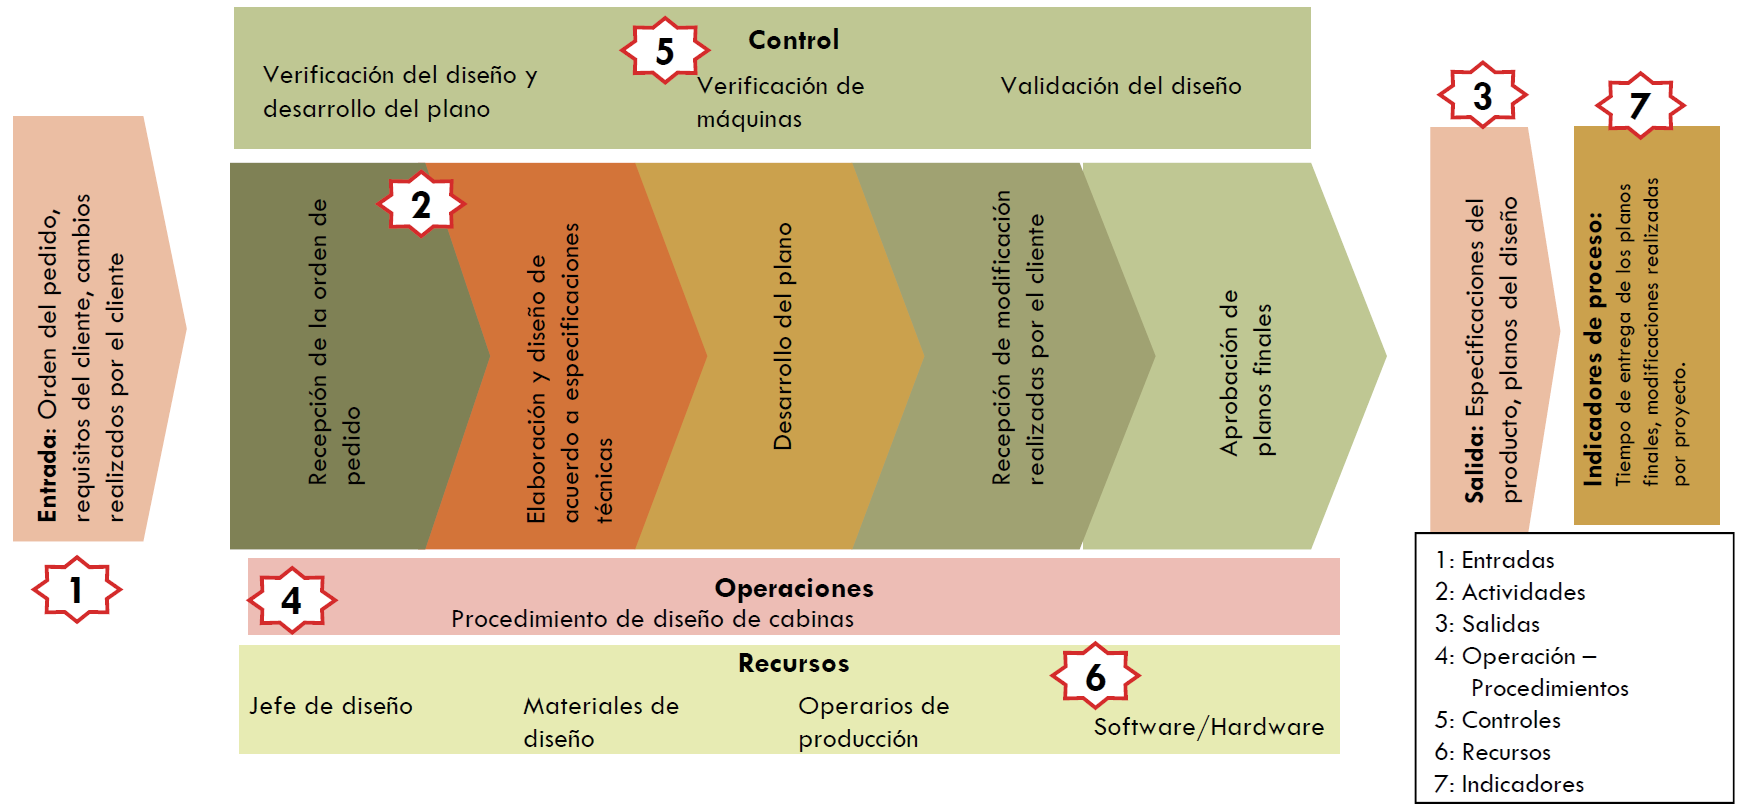 5
Control
Verificación del diseño y
desarrollo del plano
Verificación de
máquinas
Validación del diseño
Entrada: Orden del pedido,
requisitos del cliente, cambios
realizados por el cliente
1
2
Recepción de la orden de
pedido
Elaboración y diseño de
acuerdo a especificaciones
técnicas
Desarrollo del plano
Recepción de modificación
realizadas por el cliente
Aprobación de
planos finales
3
Salida: Especificaciones del
producto, planos del diseño
7
Indicadores de proceso:
Tiempo de entrega de los planos
finales, modificaciones realizadas
por proyecto.
4
Operaciones
Procedimiento de diseño de cabinas
Recursos
6
Jefe de diseño
Materiales de
diseño
Operarios de
producción
Software/Hardware
1: Entradas
2: Actividades
3: Salidas
4: Operación –
Procedimientos
5: Controles
6: Recursos
7: Indicadores